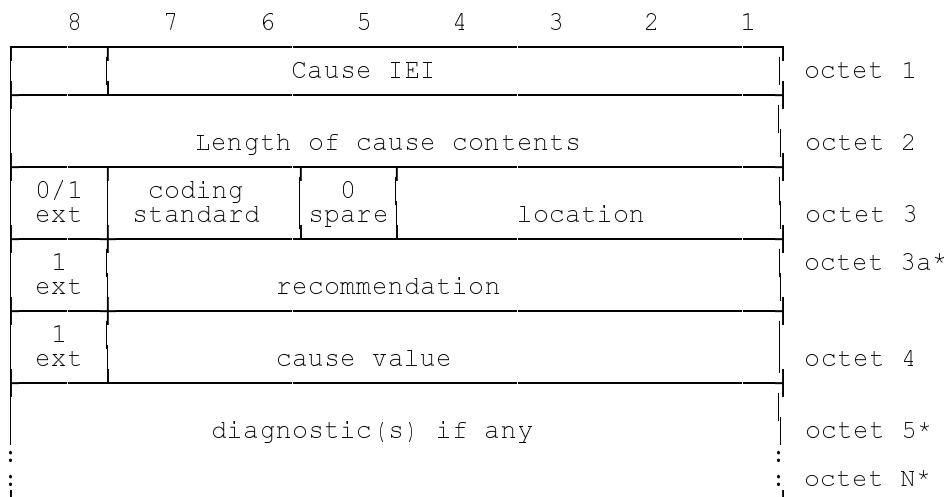 8 7 6 5 4 3 2 1
Cause IEI octet 1
Length of cause contents octet 2
0/1 coding 0
ext standard spare location octet 3
1 octet 3a*
ext recommendation
1
ext cause value octet 4
diagnostic(s) if any octet 5*
: :
: : octet N*